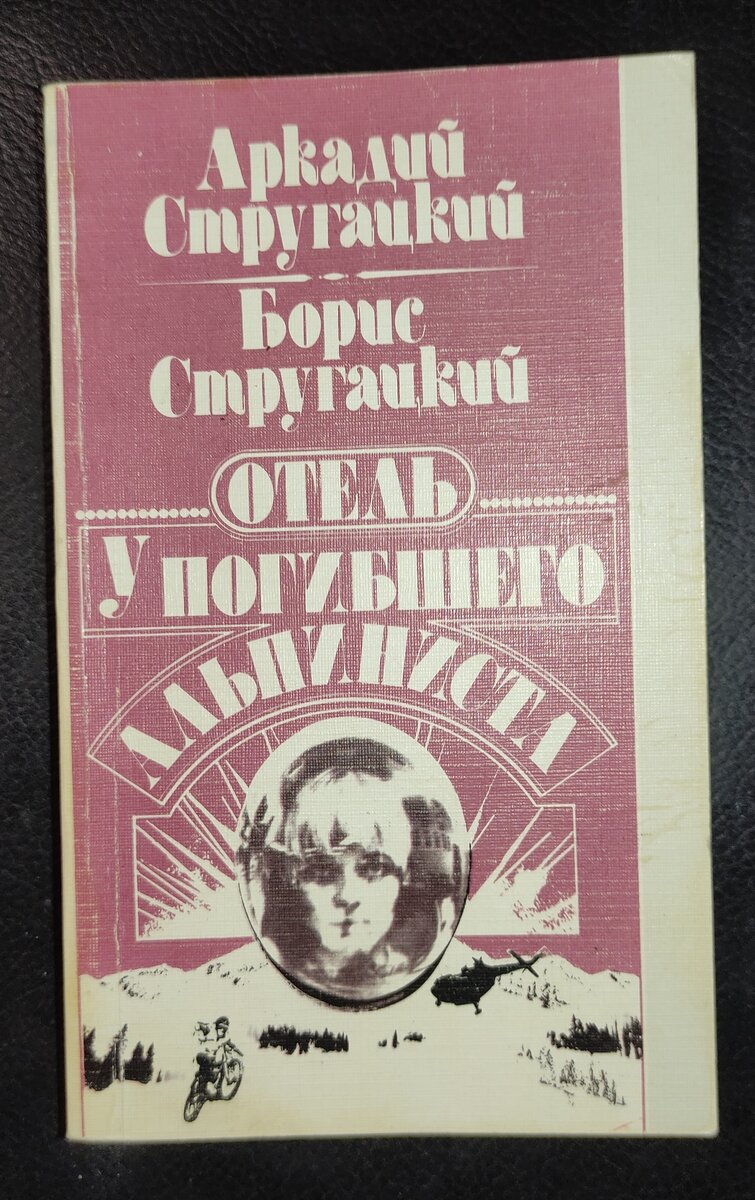 Аркадий
Стругацкий
Борис
Стругацкий
ОТЕЛЬ
У ПОГИБШЕГО
АЛЬПИНИСТА